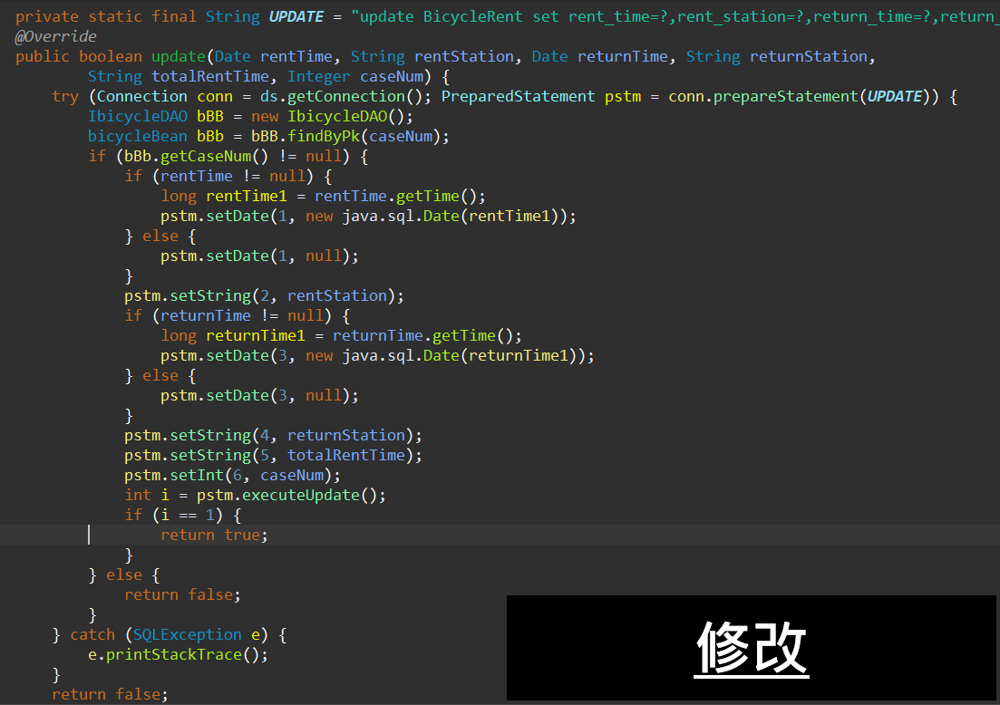 private static final String UPDATE = "update BicycleRent set rent_time=?,rent_station=?,return_time=?,return_
@Override
public boolean update(Date rentTime, String rentStation, Date returnTime, String returnStation,
String totalRentTime, Integer caseNum) {
try (Connection conn = ds.getConnection(); PreparedStatement pstm = conn.prepareStatement(UPDATE)) {
IbicycleDAO bBB = new IbicycleDAO();
bicycleBean bBb = bBB.findByPk(caseNum);
if (bBb.getCaseNum() != null) {
if (rentTime != null) {
long rentTime1 = rentTime.getTime();
pstm.setDate(1, new java.sql.Date(rentTime1));
} else {
pstm.setDate(1, null);
}
pstm.setString(2, rentStation);
if (returnTime != null) {
long returnTime1 = returnTime.getTime();
pstm.setDate(3, new java.sql.Date(returnTime1));
} else {
pstm.setDate(3, null);
}
pstm.setString(4, returnStation);
pstm.setString(5, totalRentTime);
pstm.setInt(6, caseNum);
int i = pstm.executeUpdate();
if (i == 1) {
return true;
}
} else {
return false;
}
} catch (SQLException e) {
e.printStackTrace();
}
return false;
修改